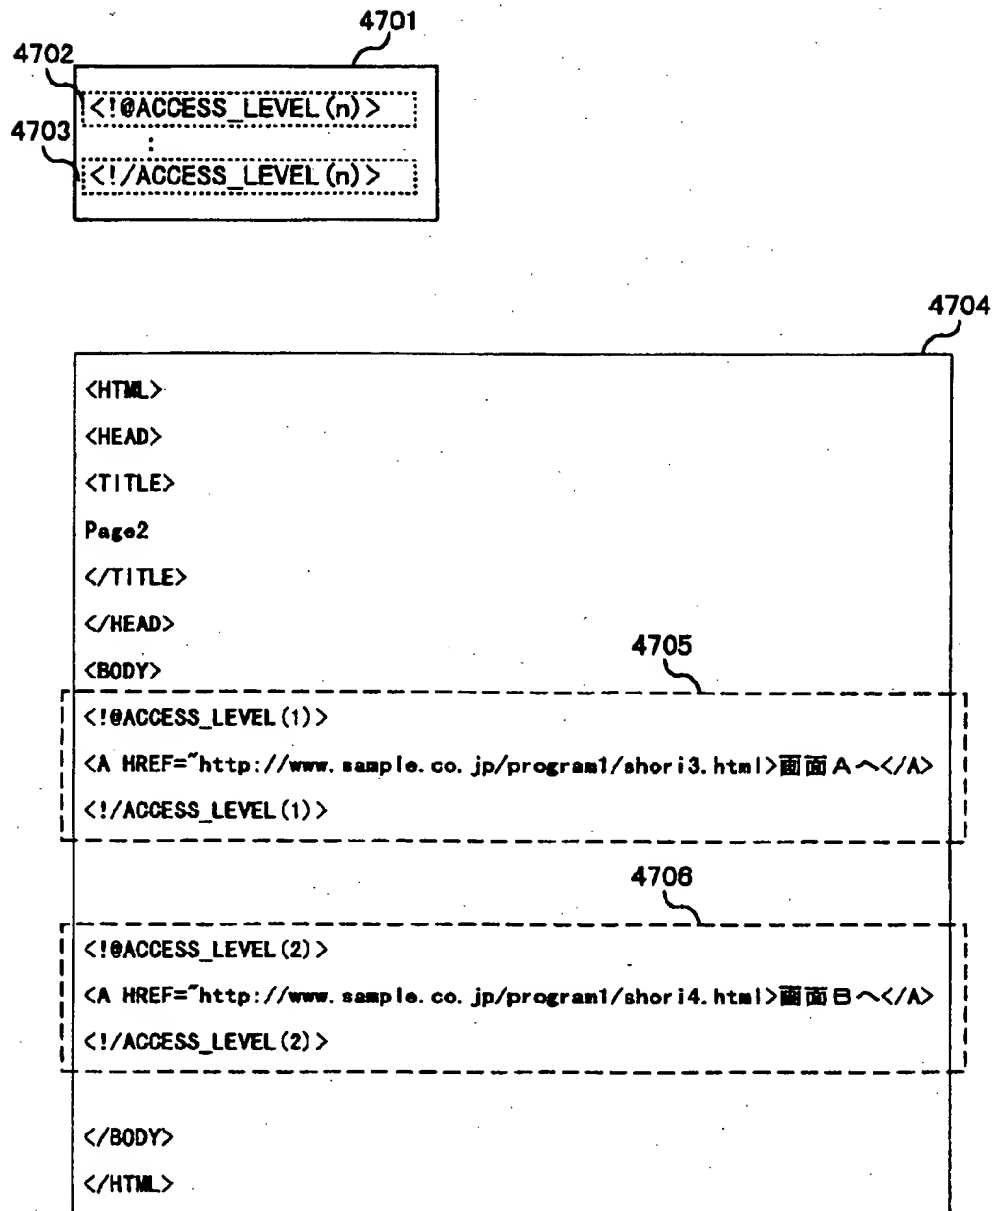 4701
4702
<!@ACCESS_LEVEL(n)>
4703
:
<!/ACCESS_LEVEL(n)>
4704
<HTML>
<HEAD>
<TITLE>
Page2
</TITLE>
</HEAD>
<BODY>
4705
<!@ACCESS_LEVEL(1)>
<A HREF="http://www.sample.co.jp/program1/shori3.html>画面Aへ</A>
<!/ACCESS_LEVEL(1)>
4706
<!@ACCESS_LEVEL(2)>
<A HREF="http://www.sample.co.jp/program1/shori4.html>画面Bへ</A>
<!/ACCESS_LEVEL(2)>
</BODY>
</HTML>